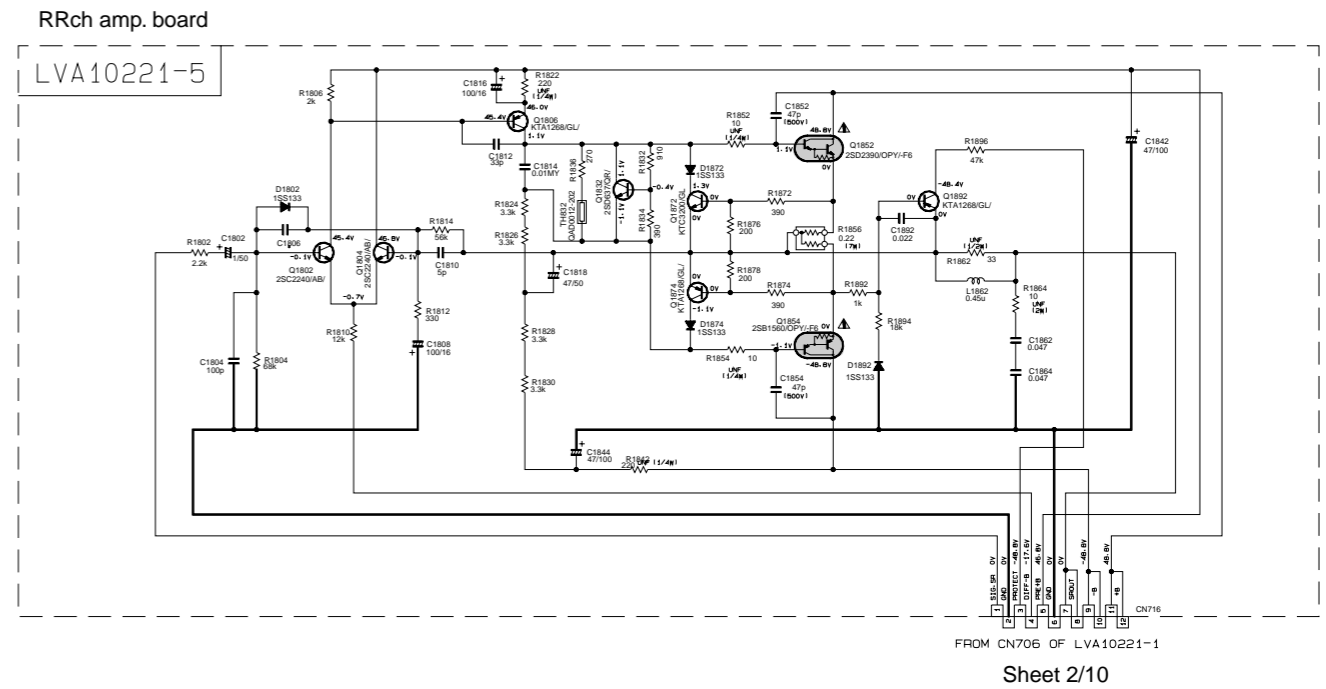 RRch amp. board
LVA10221-5
R1806
2k
C1816
100/16
R1822
220
UNF
(1/4W)
46.0V
45.4V
Q1806
KTA1268/GL/
1.1V
C1812
33p
C1814
0.01MY
R1836
270
TH832
QAD0012-202
1.1V
Q1832
2SD637/QR/
-1.1V
-0.4V
R1832
910
R1834
390
D1872
1SS133
1.3V
Q1872
KTC3200/GL
0V
0V
R1852
10
UNF
(1/4W)
C1852
47p
(500V)
48.8V
1.1V
0V
Q1852
2SD2390/OPY/-F6
R1872
390
R1876
200
R1856
0.22
(7W)
R1896
47k
-48.4V
0V
Q1892
KTA1268/GL/
0V
C1892
0.022
C1842
47/100
D1802
1SS133
C1806
R1802
2.2k
C1802
1/50
45.4V
-0.1V
Q1802
2SC2240/AB/
46.8V
Q1804
2SC2240/AB/
-0.1V
-0.7V
R1814
56k
C1810
5p
R1812
330
C1808
100/16
R1810
12k
C1804
100p
R1804
68k
R1824
3.3k
R1826
3.3k
C1818
47/50
R1828
3.3k
R1830
3.3k
R1878
200
Q1874
KTA1268/GL/
0V
0V
-1.1V
R1874
390
D1874
1SS133
R1854
10
UNF
(1/4W)
Q1854
2SB1560/OPY/-F6
0V
-1.1V
-48.8V
C1854
47p
(500V)
R1892
1k
R1894
18k
D1892
1SS133
UNF
(1/2W)
R1862
33
L1862
0.45u
R1864
10
UNF
(2W)
C1862
0.047
C1864
0.047
C1844
47/100
R1842
220
UNF (1/4W)
SIG-SR 0V
GND 0V
PROTECT -48.8V
DIFF-B -17.6V
PRE+B 46.8V
GND 0V
SROUT 0V
-B -48.8V
+B 48.8V
1 2 3 4 5 6 7 8 9 10 11 12
CN716
FROM CN706 OF LVA10221-1
Sheet 2/10